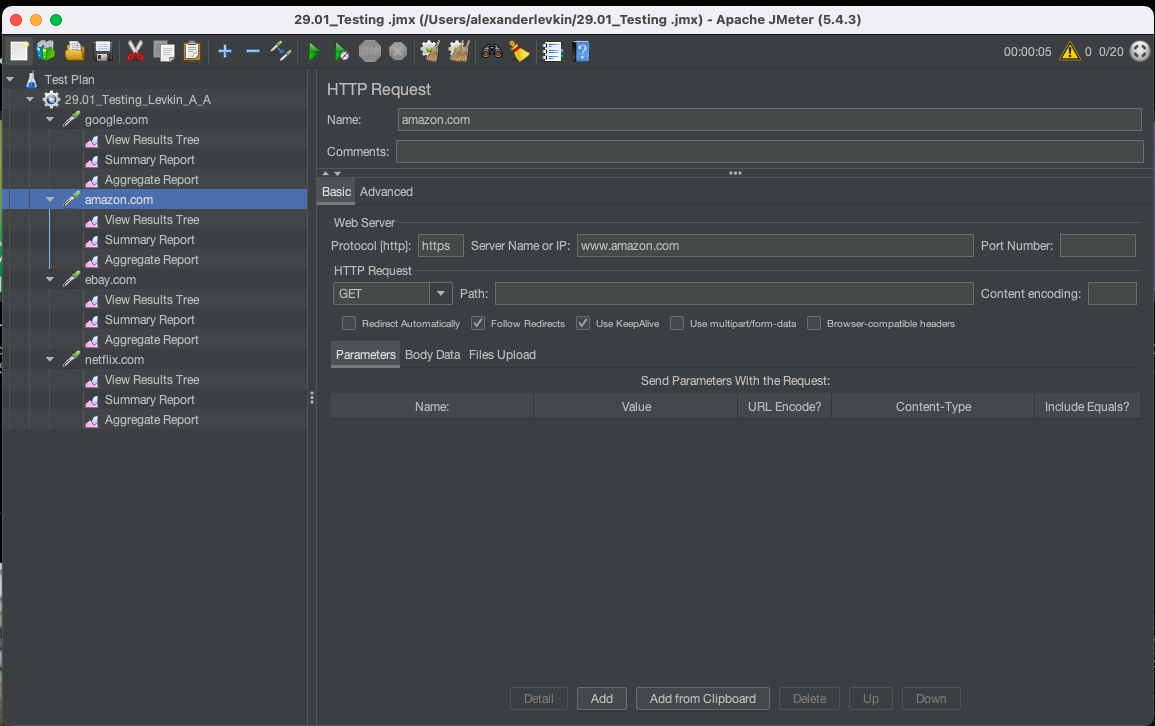 29.01_Testing .jmx (/Users/alexanderlevkin/29.01_Testing .jmx) - Apache JMeter (5.4.3)
STOP
00:00:05 0 0/20
Test Plan
29.01_Testing_Levkin_A_A
google.com
View Results Tree
Summary Report
Aggregate Report
amazon.com
View Results Tree
Summary Report
Aggregate Report
ebay.com
View Results Tree
Summary Report
Aggregate Report
netflix.com
View Results Tree
Summary Report
Aggregate Report
HTTP Request
Name: amazon.com
Comments:
Basic Advanced
Web Server
Protocol [http]: https Server Name or IP: www.amazon.com Port Number:
HTTP Request
GET Path: Content encoding:
Redirect Automatically Follow Redirects Use KeepAlive Use multipart/form-data Browser-compatible headers
Parameters Body Data Files Upload
Send Parameters With the Request:
Name: Value URL Encode? Content-Type Include Equals?
Detail Add Add from Clipboard Delete Up Down